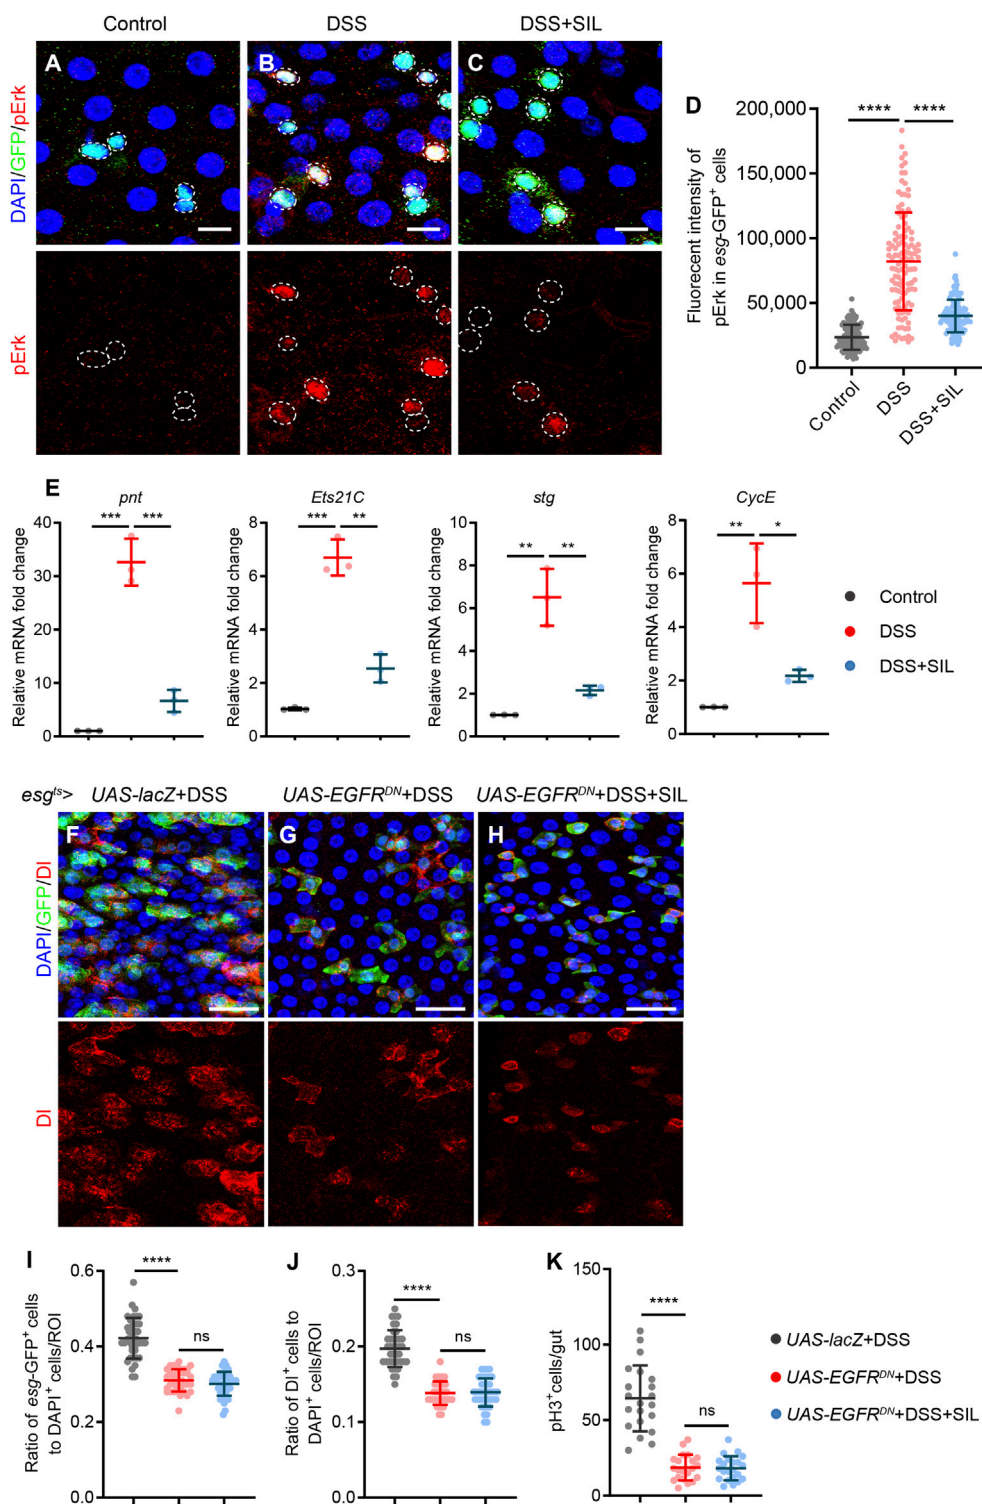 Control DSS DSS+SIL
A B C
DAPI/GFP/pErk
pErk
D
Fluorecent intensity of
pErk in esg-GFP+ cells
200,000
150,000
100,000
50,000
0
**** ****
Control DSS DSS+SIL
E
pnt
Relative mRNA fold change
40
30
20
10
0
*** ***
Ets21C
Relative mRNA fold change
8
6
4
2
0
*** **
stg
Relative mRNA fold change
10
8
6
4
2
0
** **
CycE
Relative mRNA fold change
8
6
4
2
0
** *
Control
DSS
DSS+SIL
esgts> UAS-lacZ+DSS UAS-EGFRDN+DSS UAS-EGFRDN+DSS+SIL
F G H
DAPI/GFP/Dl
Dl
I
Ratio of esg-GFP+ cells
to DAPI+ cells/ROI
0.6
0.4
0.2
0.0
****
ns
J
Ratio of Dl+ cells to
DAPI+ cells/ROI
0.3
0.2
0.1
0.0
****
ns
K
pH3+cells/gut
150
100
50
0
****
ns
UAS-lacZ+DSS
UAS-EGFRDN+DSS
UAS-EGFRDN+DSS+SIL